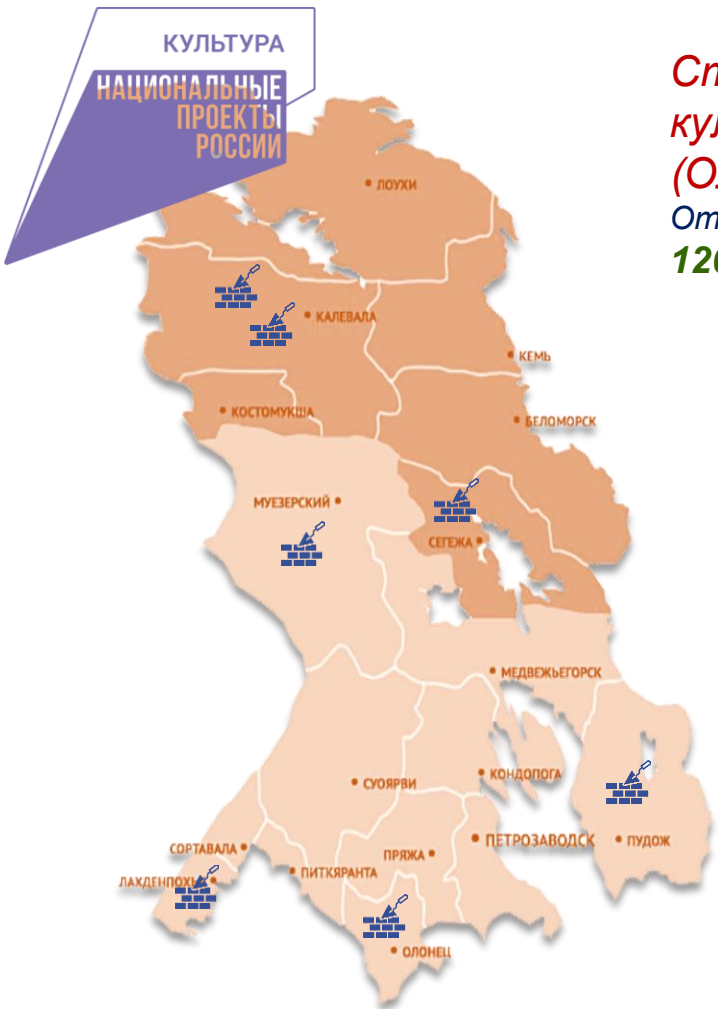 КУЛЬТУРА
НАЦИОНАЛЬНЫЕ
ПРОЕКТЫ
РОССИИ
ЛОУХИ
КАЛЕВАЛА
КЕМЬ
КОСТОМУКША
БЕЛОМОРСК
МУЕЗЕРСКИЙ
СЕГЕЖА
МЕДВЕЖЬЕГОРСК
СУОЯРВИ
КОНДОПОГА
СОРТАВАЛА
ПРЯЖА
ПЕТРОЗАВОДСК
ПУДОЖ
ПИТКЯРАНТА
ОЛОНЕЦ